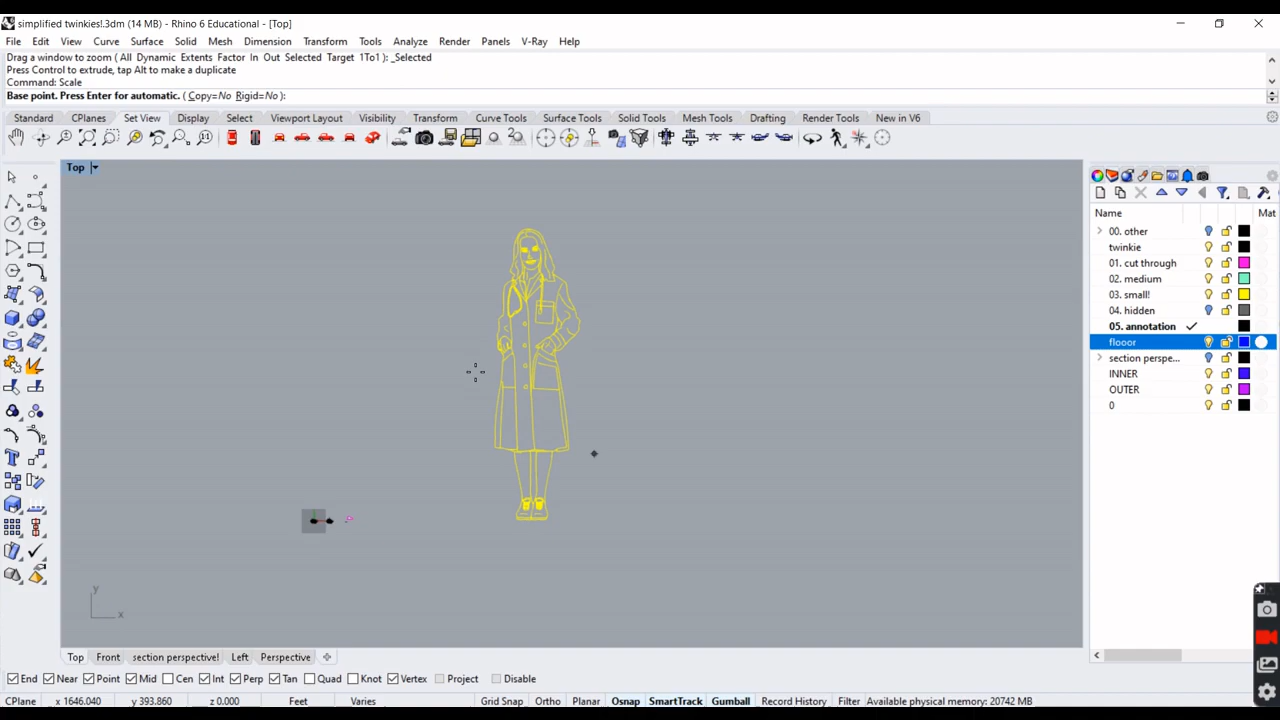 simplified twinkies!.3dm (14 MB) - Rhino 6 Educational - [Top]
File Edit View Curve Surface Solid Mesh Dimension Transform Tools Analyze Render Panels V-Ray Help
Drag a window to zoom ( All Dynamic Extents Factor In Out Selected Target 1To1 ): _Selected
Press Control to extrude, tap Alt to make a duplicate
Command: Scale
Base point. Press Enter for automatic. ( Copy=No Rigid=No ):
Standard CPlanes Set View Display Select Viewport Layout Visibility Transform Curve Tools Surface Tools Solid Tools Mesh Tools Drafting Render Tools New in V6
Top
Name Mat
00. other
twinkie
01. cut through
02. medium
03. small!
04. hidden
05. annotation
flooor
section perspe...
INNER
OUTER
0
y
x
Top Front section perspective! Left Perspective
End Near Point Mid Cen Int Perp Tan Quad Knot Vertex Project Disable
CPlane x 1646.040 y 393.860 z 0.000 Feet Varies Grid Snap Ortho Planar Osnap SmartTrack Gumball Record History Filter Available physical memory: 20742 MB